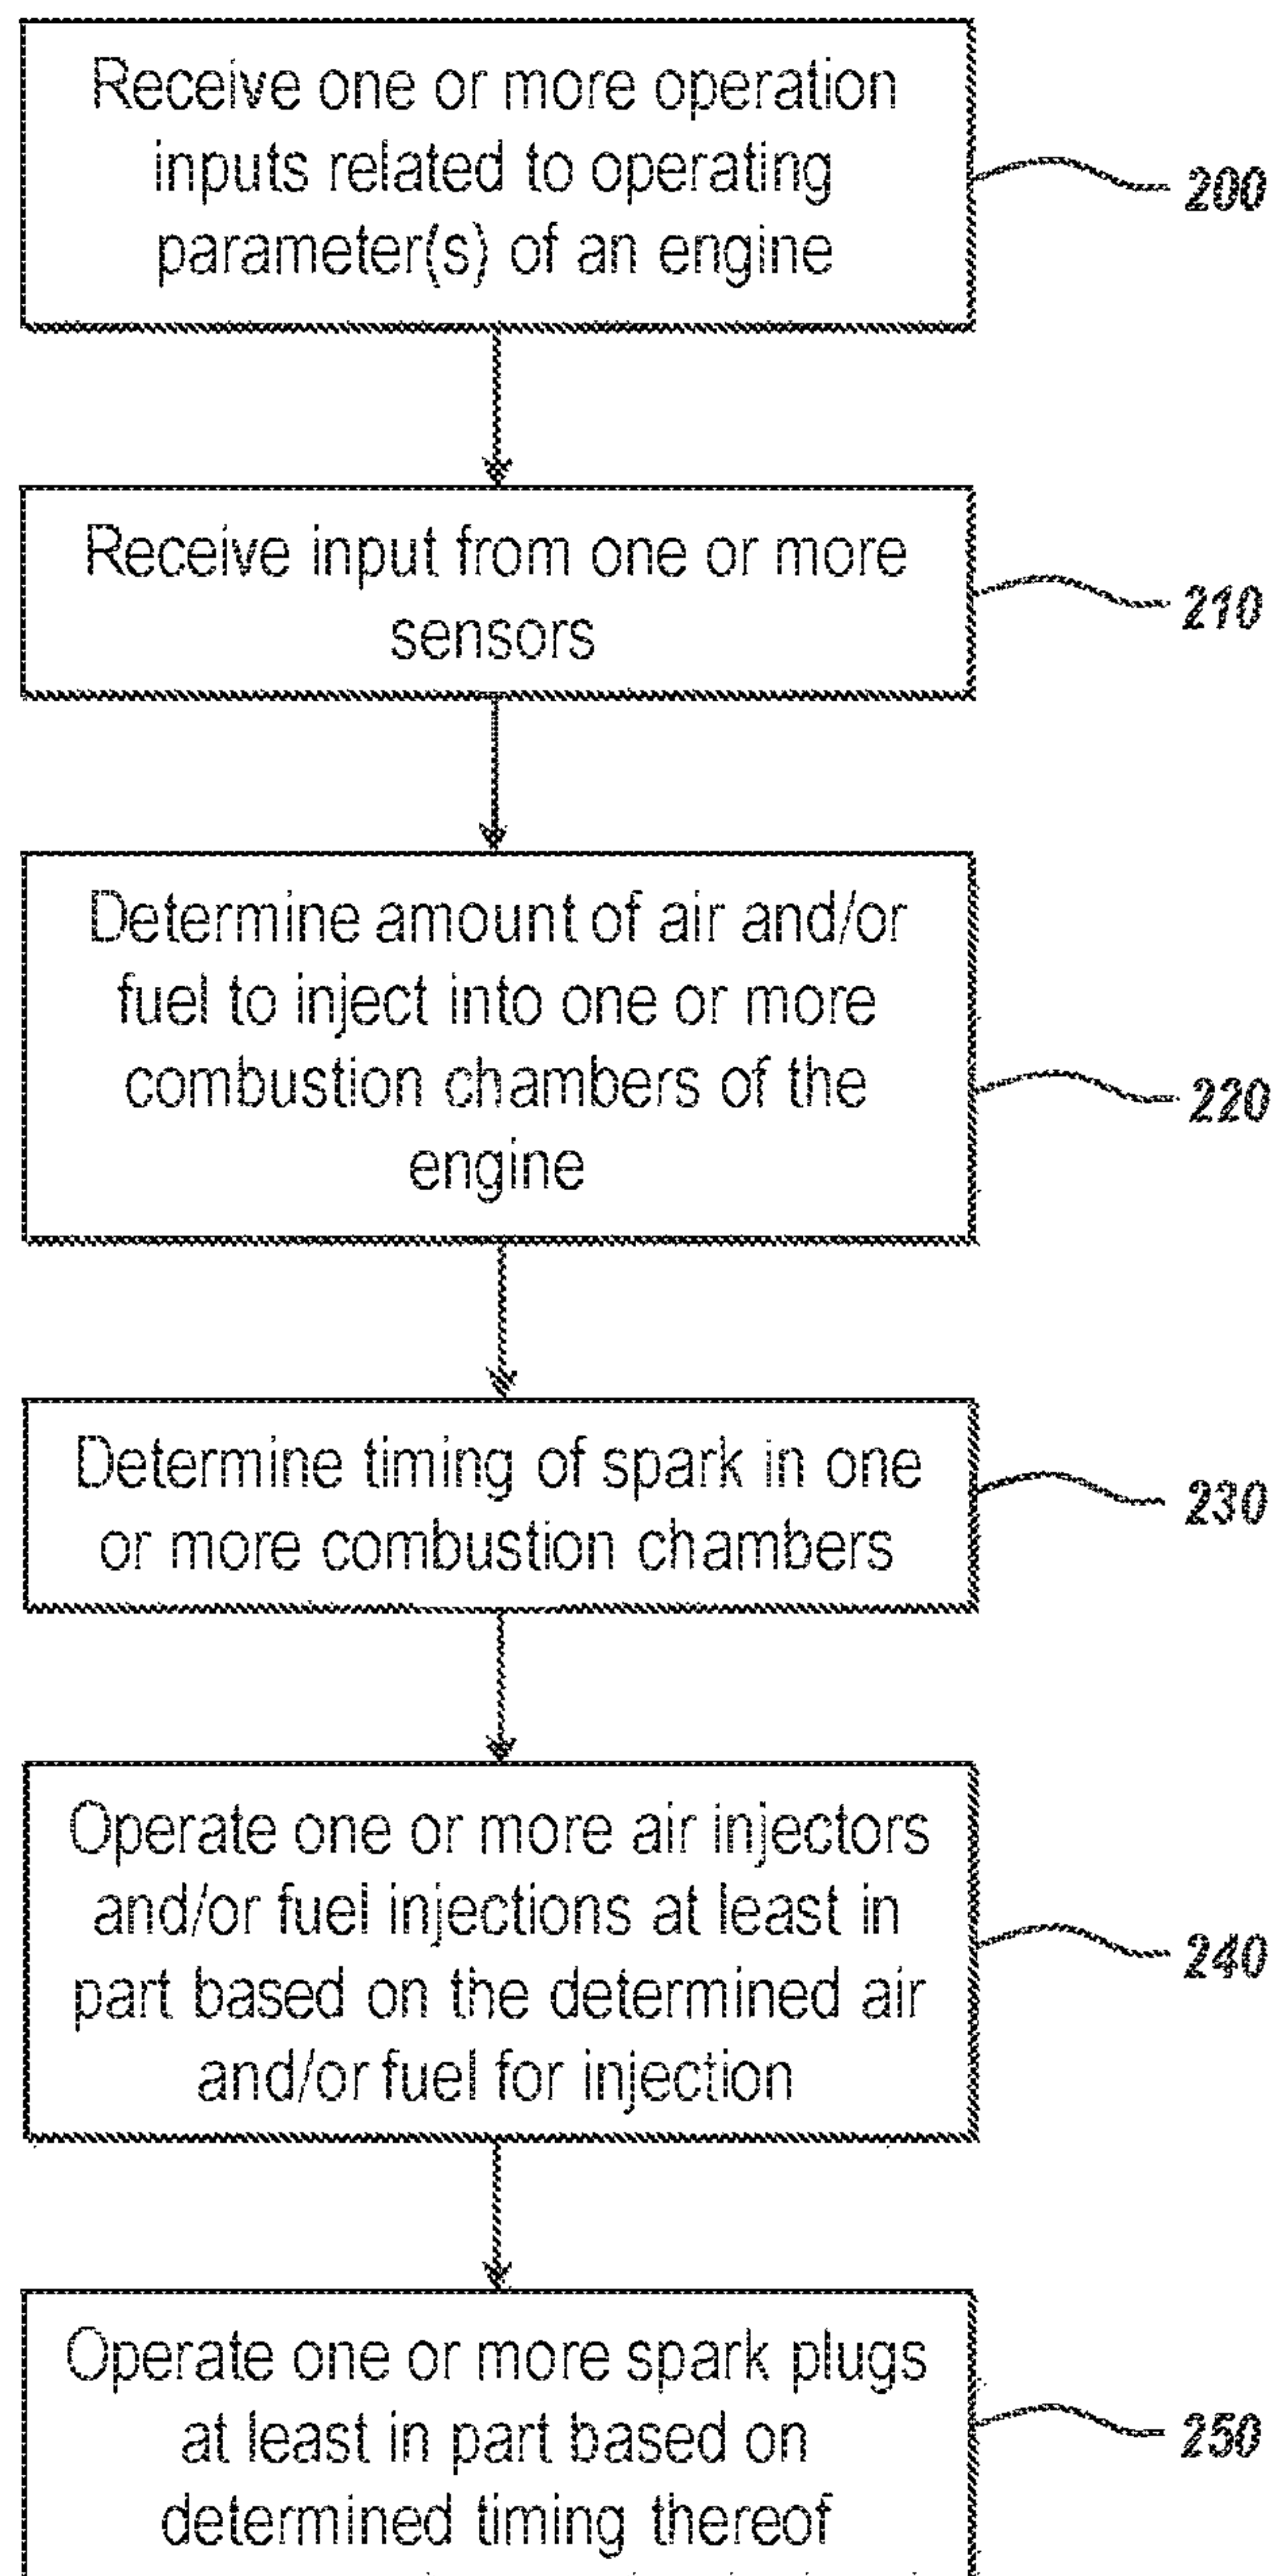 Receive one or more operation
inputs related to operating
parameter(s) of an engine
200
Receive input from one or more
sensors
210
Determine amount of air and/or
fuel to inject into one or more
combustion chambers of the
engine
220
Determine timing of spark in one
or more combustion chambers
230
Operate one or more air injectors
and/or fuel injections at least in
part based on the determined air
and/or fuel for injection
240
Operate one or more spark plugs
at least in part based on
determined timing thereof
250